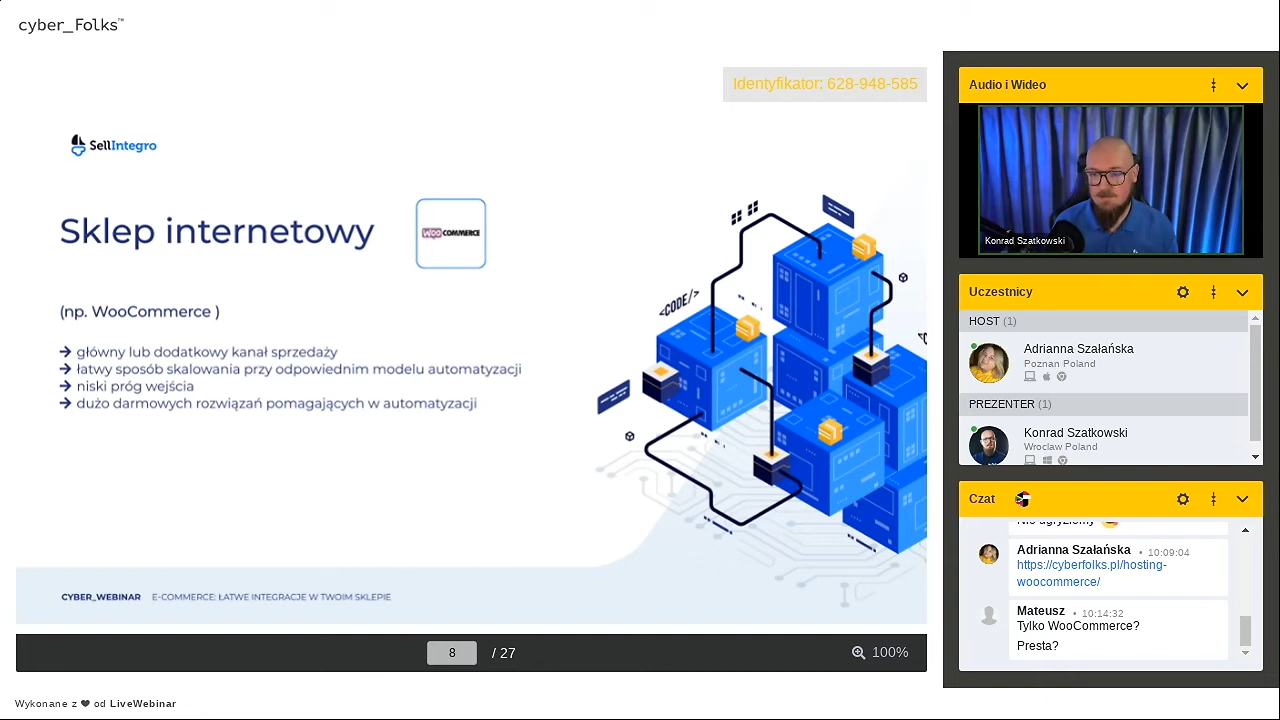 cyber_Folks™
Identyfikator: 628-948-585
SellIntegro
Sklep internetowy
WOO COMMERCE
(np. WooCommerce )
→ główny lub dodatkowy kanał sprzedaży
→ łatwy sposób skalowania przy odpowiednim modelu automatyzacji
→ niski próg wejścia
→ dużo darmowych rozwiązań pomagających w automatyzacji
<CODE/>
CYBER_WEBINAR E-COMMERCE: ŁATWE INTEGRACJE W TWOIM SKLEPIE
8 / 27
100%
Wykonane z ❤ od LiveWebinar
Audio i Wideo
Konrad Szatkowski
Uczestnicy
HOST (1)
Adrianna Szałańska
Poznan Poland
PREZENTER (1)
Konrad Szatkowski
Wroclaw Poland
Czat
Adrianna Szałańska • 10:09:04
https://cyberfolks.pl/hosting-
woocommerce/
Mateusz • 10:14:32
Tylko WooCommerce?
Presta?